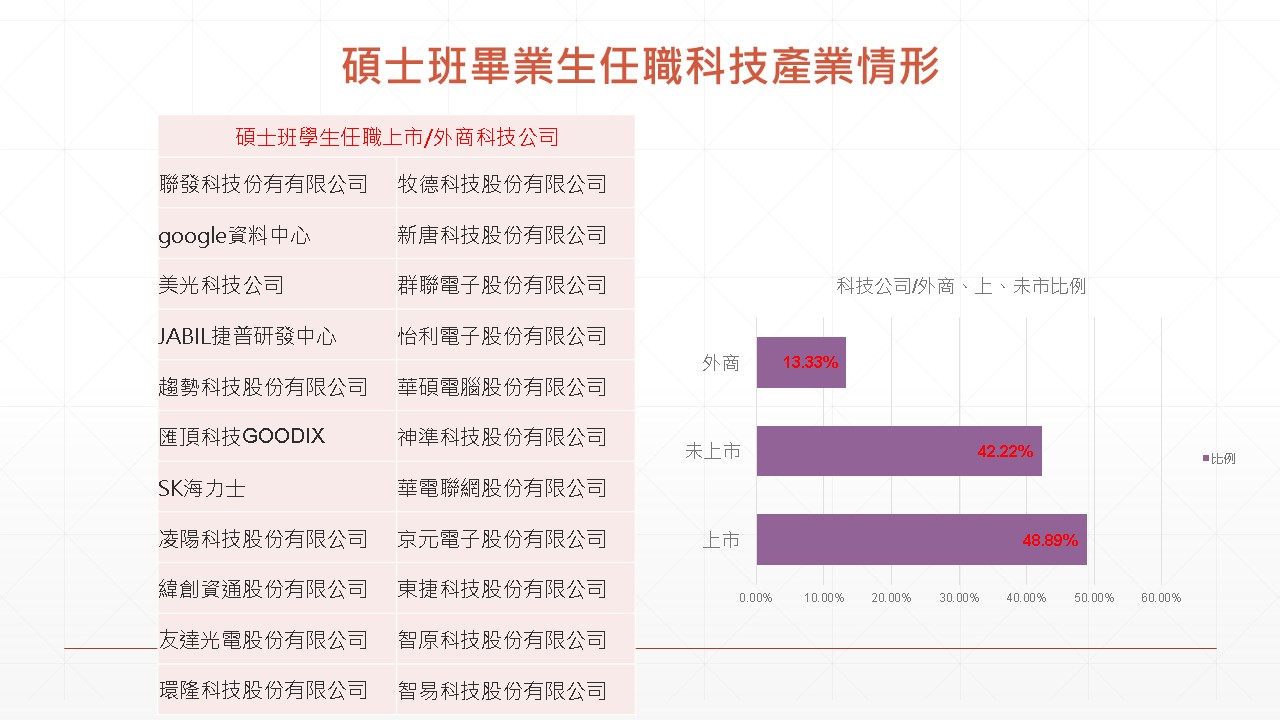 碩士班畢業生任職科技產業情形
碩士班學生任職上市/外商科技公司
聯發科技份有有限公司 牧德科技股份有限公司
google資料中心 新唐科技股份有限公司
美光科技公司 群聯電子股份有限公司
JABIL捷普研發中心 怡利電子股份有限公司
趨勢科技股份有限公司 華碩電腦股份有限公司
匯頂科技GOODIX 神準科技股份有限公司
SK海力士 華電聯網股份有限公司
凌陽科技股份有限公司 京元電子股份有限公司
緯創資通股份有限公司 東捷科技股份有限公司
友達光電股份有限公司 智原科技股份有限公司
環隆科技股份有限公司 智易科技股份有限公司
科技公司/外商、上、未市比例
外商 13.33%
未上市 42.22%
上市 48.89%
0.00% 10.00% 20.00% 30.00% 40.00% 50.00% 60.00%
比例